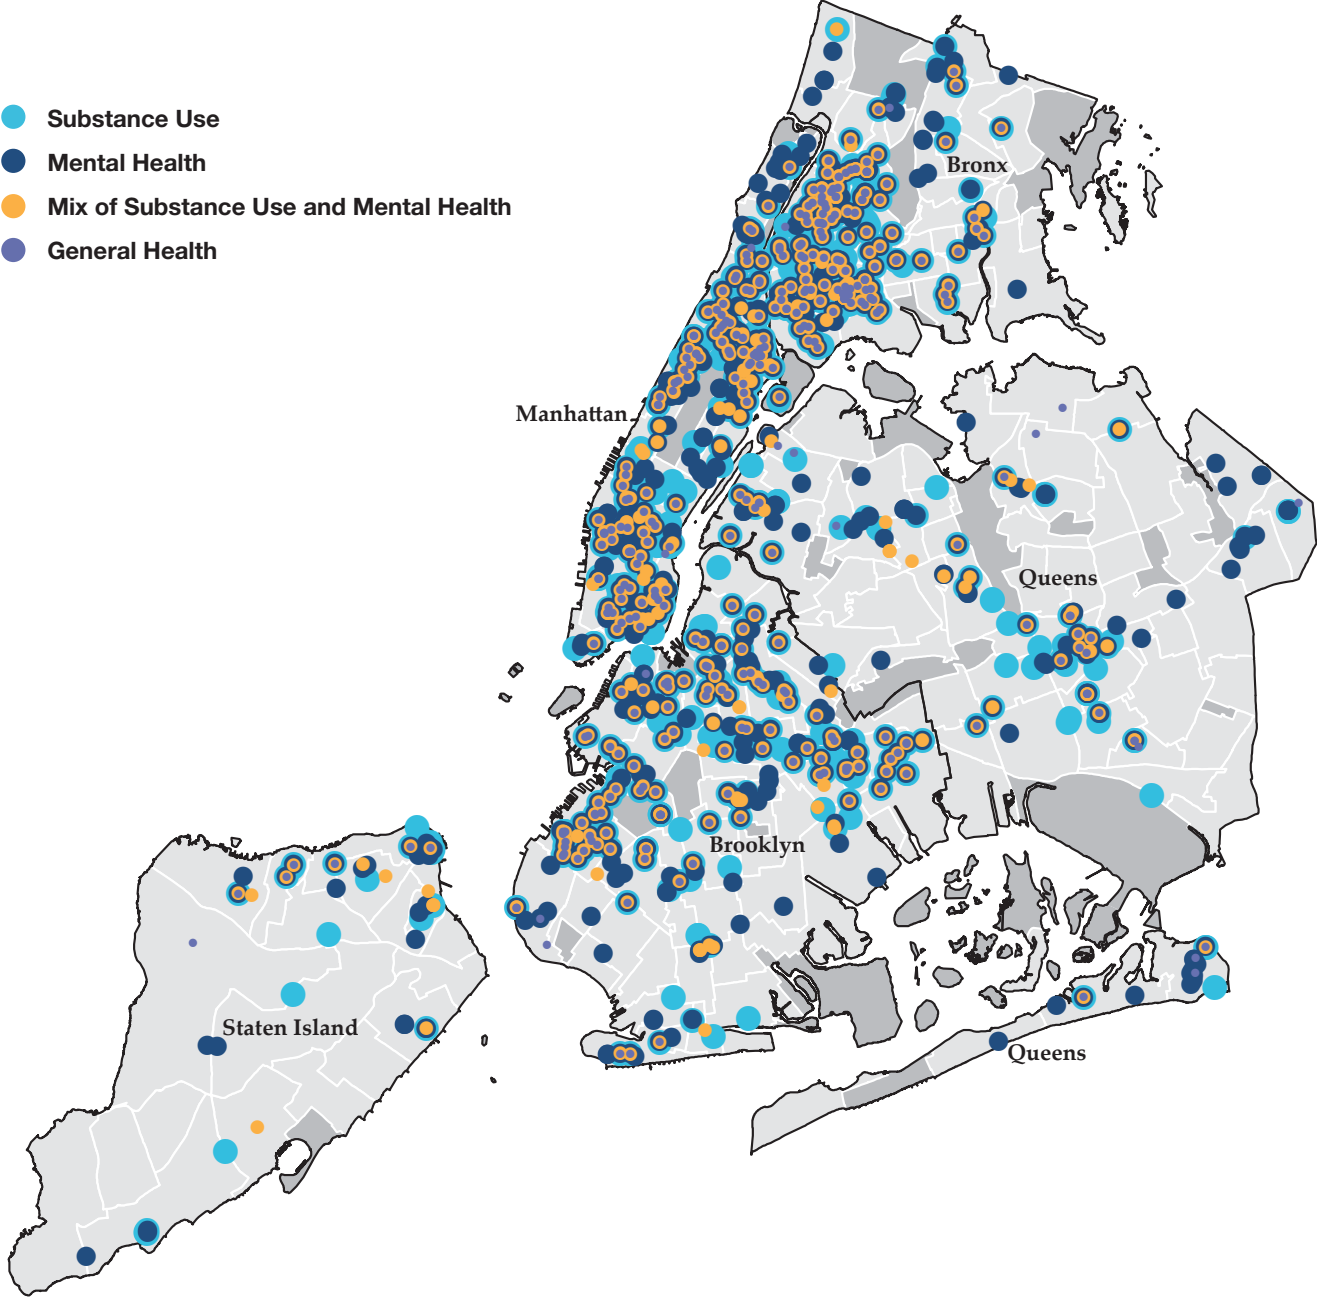 Substance Use
Mental Health
Mix of Substance Use and Mental Health
General Health
Bronx
Manhattan
Queens
Brooklyn
Staten Island
Queens